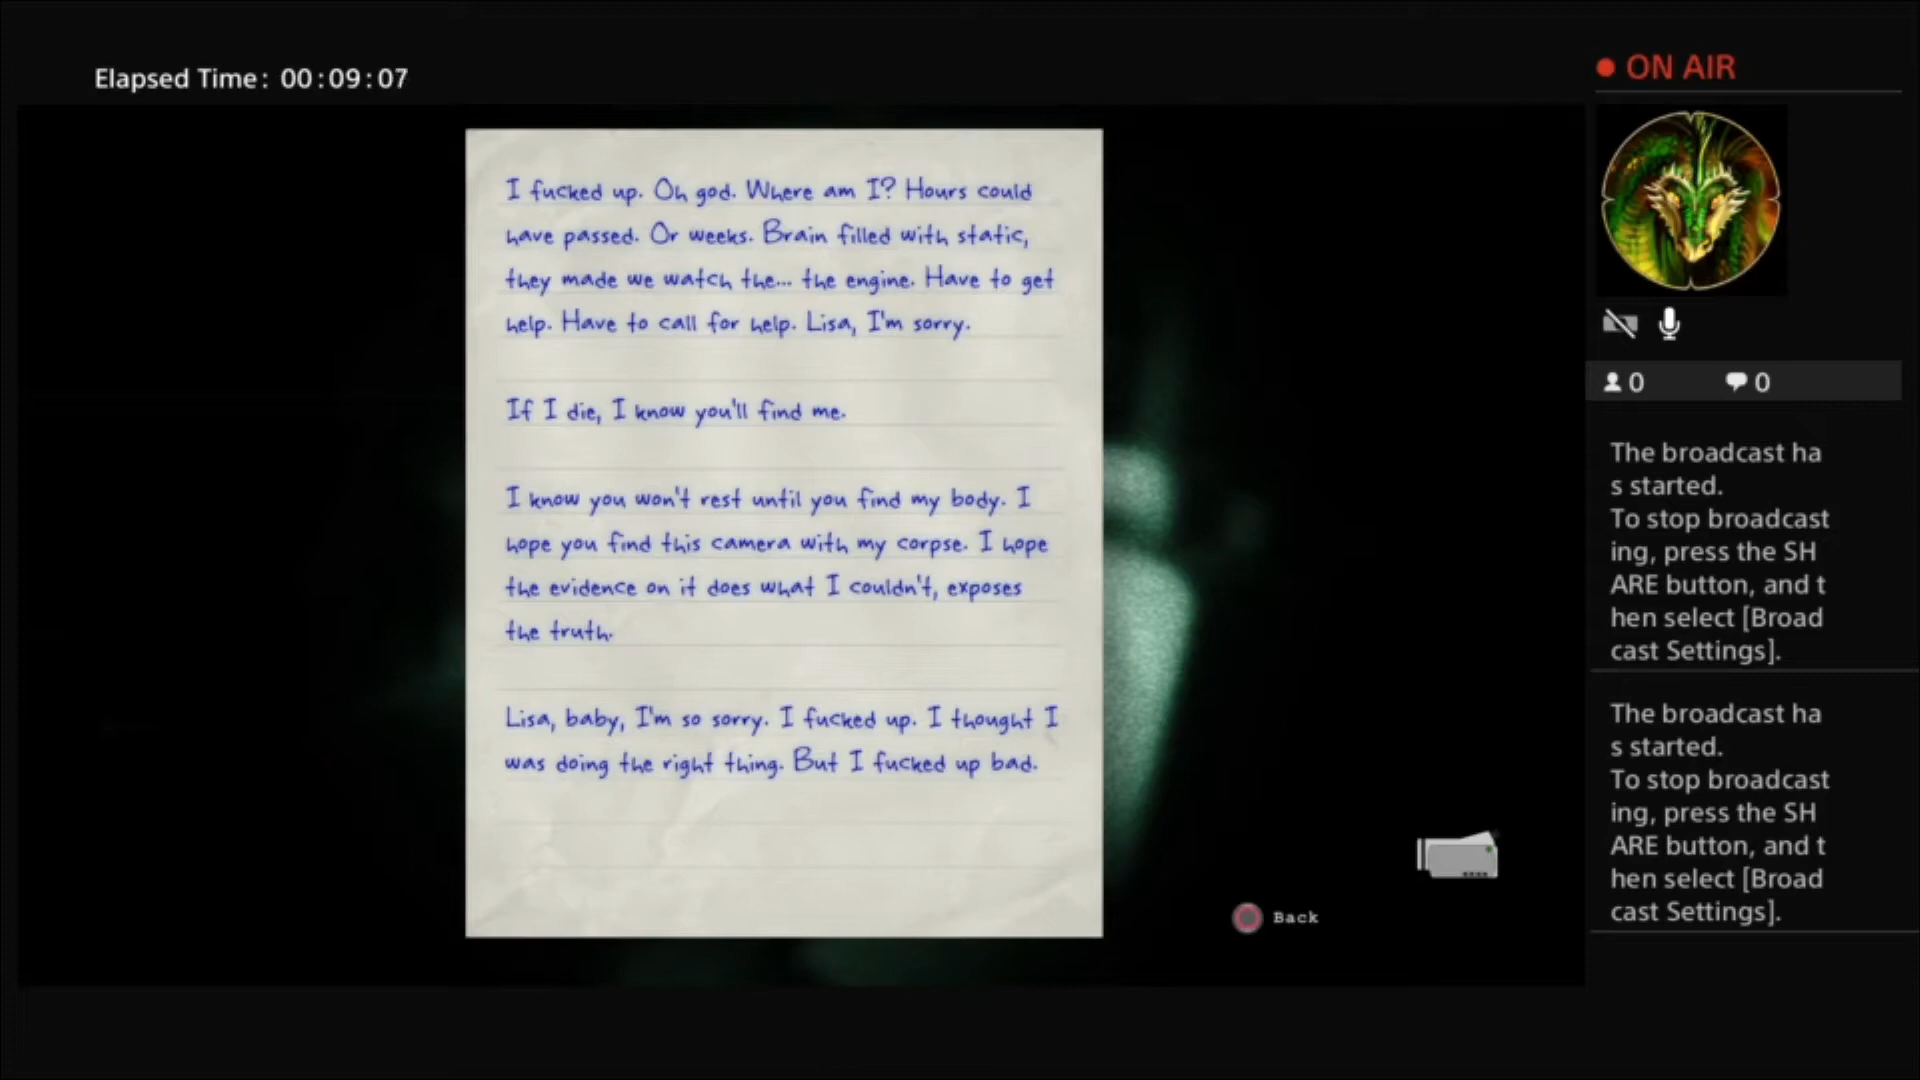 Elapsed Time: 00:09:07
I fucked up. Oh god. Where am I? Hours could
have passed. Or weeks. Brain filled with static,
they made we watch the... the engine. Have to get
help. Have to call for help. Lisa, I'm sorry.
If I die, I know you'll find me.
I know you won't rest until you find my body. I
hope you find this camera with my corpse. I hope
the evidence on it does what I couldn't, exposes
the truth.
Lisa, baby, I'm so sorry. I fucked up. I thought I
was doing the right thing. But I fucked up bad.
Back
ON AIR
0 0
The broadcast ha
s started.
To stop broadcast
ing, press the SH
ARE button, and t
hen select [Broad
cast Settings].
The broadcast ha
s started.
To stop broadcast
ing, press the SH
ARE button, and t
hen select [Broad
cast Settings].